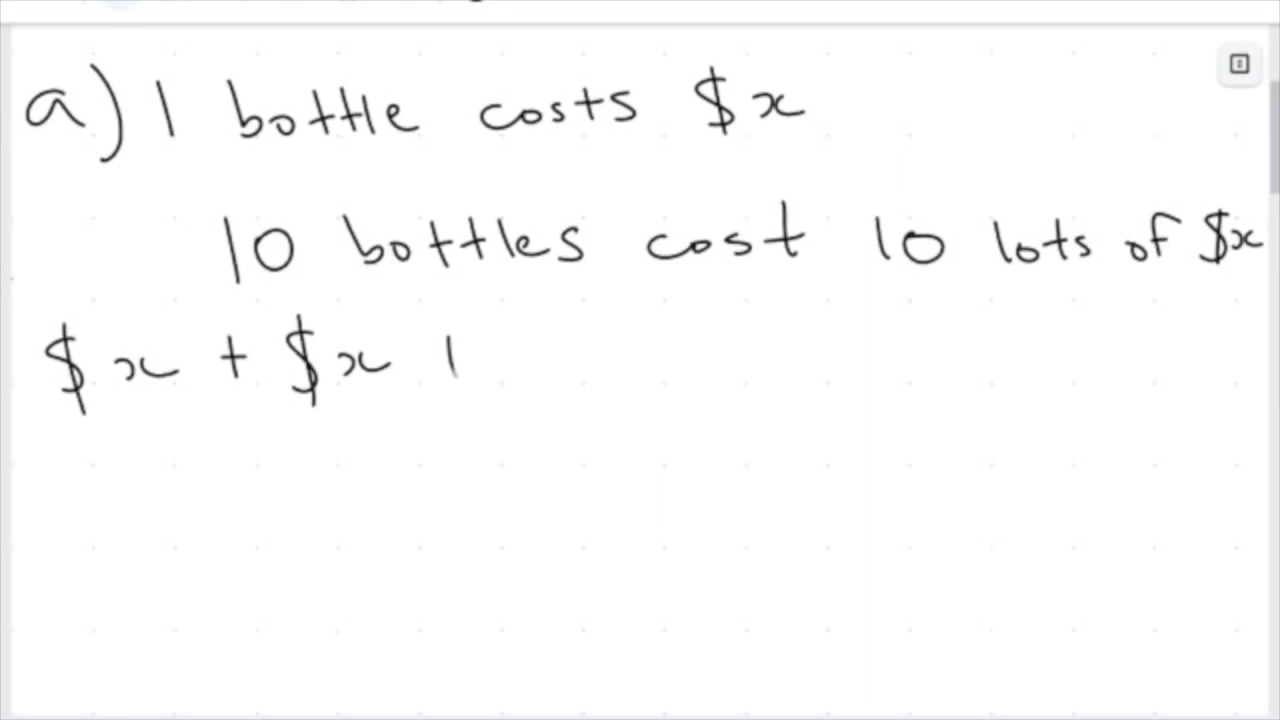 a) 1 bottle costs $x
10 bottles cost 10 lots of $x
$x + $x